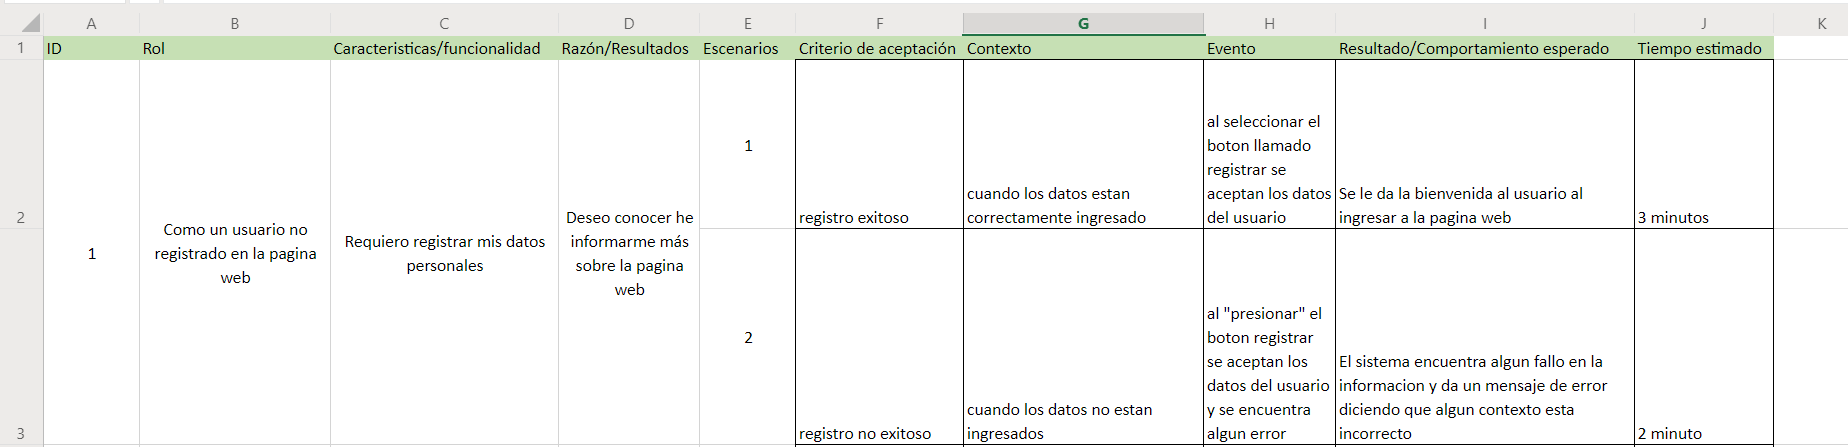 A B C D E F G H I J K
1 ID Rol Caracteristicas/funcionalidad Razón/Resultados Escenarios Criterio de aceptación Contexto Evento Resultado/Comportamiento esperado Tiempo estimado
2
3
1
Como un usuario no
registrado en la pagina
web
Requiero registrar mis datos
personales
Deseo conocer he
informarme más
sobre la pagina
web
1
registro exitoso
cuando los datos estan
correctamente ingresado
al seleccionar el
boton llamado
registrar se
aceptan los datos
del usuario
Se le da la bienvenida al usuario al
ingresar a la pagina web
3 minutos
2
registro no exitoso
cuando los datos no estan
ingresados
al "presionar" el
boton registrar
se aceptan los
datos del usuario
y se encuentra
algun error
El sistema encuentra algun fallo en la
informacion y da un mensaje de error
diciendo que algun contexto esta
incorrecto
2 minuto